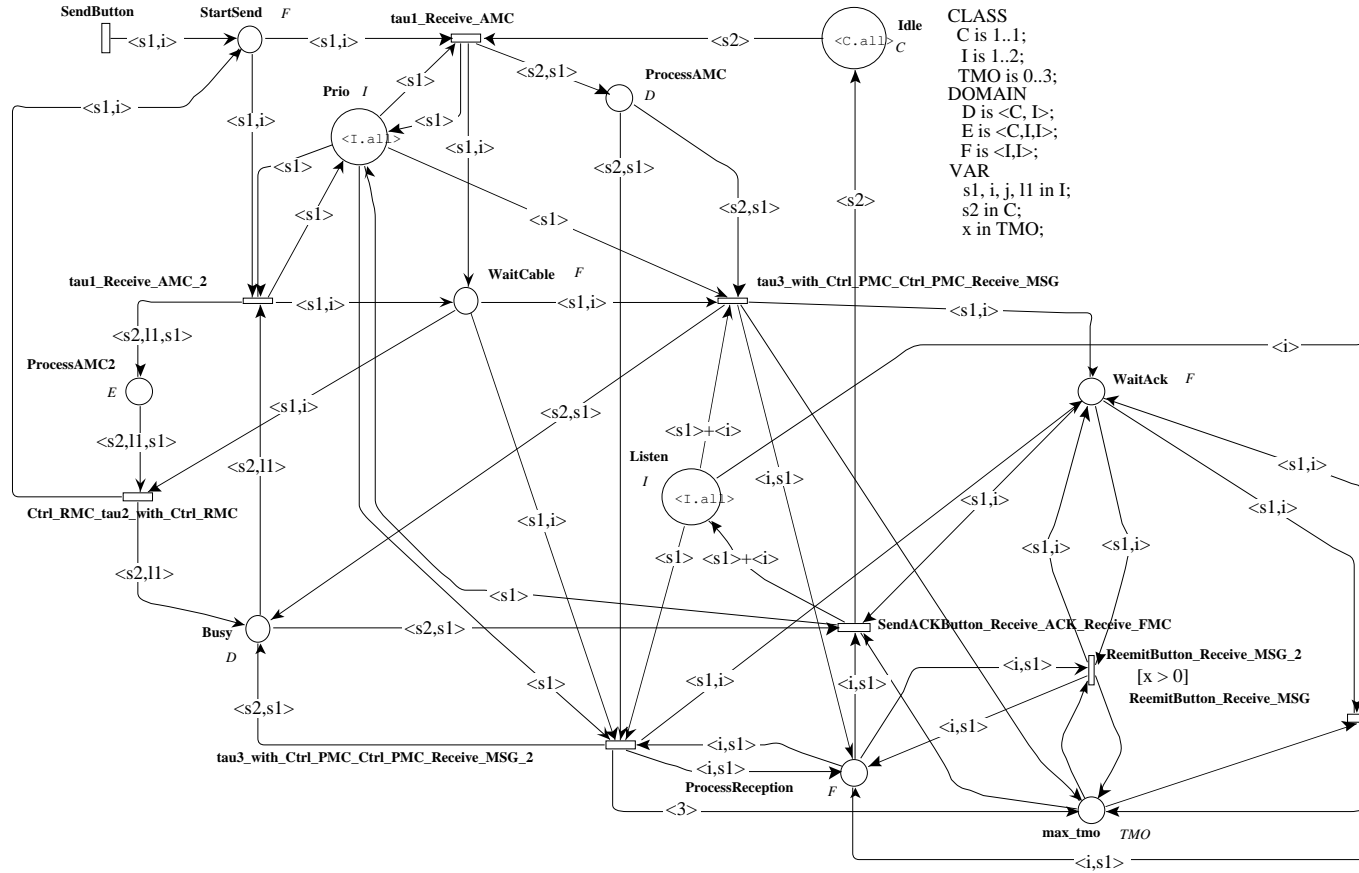 SendButton
StartSend
F
tau1_Receive_AMC
Idle
<C.all>
C
<s1,i>
<s1,i>
<s2>
CLASS
C is 1..1;
I is 1..2;
TMO is 0..3;
DOMAIN
D is <C, I>;
E is <C,I,I>;
F is <I,I>;
VAR
s1, i, j, l1 in I;
s2 in C;
x in TMO;
<s2,s1>
ProcessAMC
D
<s1>
Prio
I
<I.all>
<s1,i>
<s1,i>
<s1>
<s1,i>
<s1>
<s2,s1>
<s2>
<s2,s1>
<s1>
<s1>
tau1_Receive_AMC_2
WaitCable
F
tau3_with_Ctrl_PMC_Ctrl_PMC_Receive_MSG
<s1,i>
<s1,i>
<s1,i>
<s2,l1,s1>
ProcessAMC2
E
<i>
WaitAck
F
<s1,i>
<s2,s1>
<s2,l1,s1>
<s1>+<i>
Listen
I
<I.all>
<s2,l1>
<i,s1>
<s1,i>
<s1,i>
<s1,i>
Ctrl_RMC_tau2_with_Ctrl_RMC
<s1,i>
<s1>
<s1>+<i>
<s1,i>
<s1,i>
<s2,l1>
<s1>
Busy
D
<s2,s1>
SendACKButton_Receive_ACK_Receive_FMC
ReemitButton_Receive_MSG_2
<i,s1>
[x > 0]
ReemitButton_Receive_MSG
<s1>
<s1,i>
<i,s1>
<s2,s1>
<i,s1>
<i,s1>
tau3_with_Ctrl_PMC_Ctrl_PMC_Receive_MSG_2
<i,s1>
ProcessReception
F
<3>
max_tmo
TMO
<i,s1>